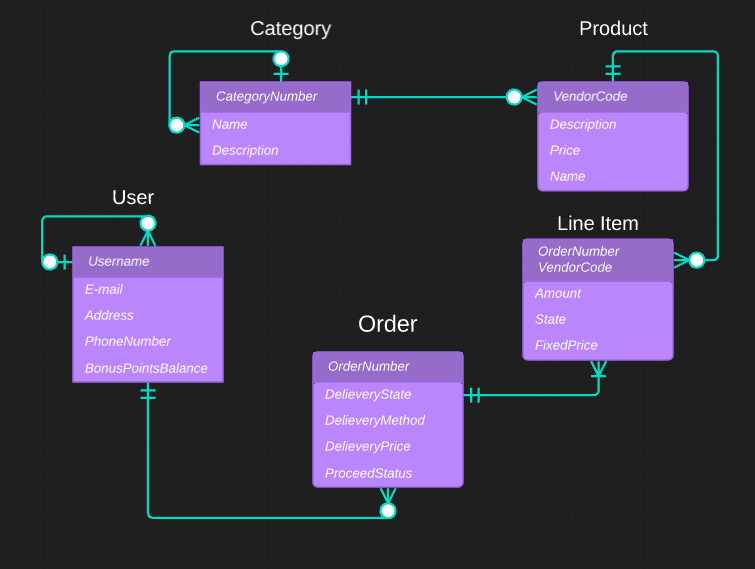 Category
CategoryNumber
Name
Description
Product
VendorCode
Description
Price
Name
User
Username
E-mail
Address
PhoneNumber
BonusPointsBalance
Line Item
OrderNumber
VendorCode
Amount
State
FixedPrice
Order
OrderNumber
DelieveryState
DelieveryMethod
DelieveryPrice
ProceedStatus